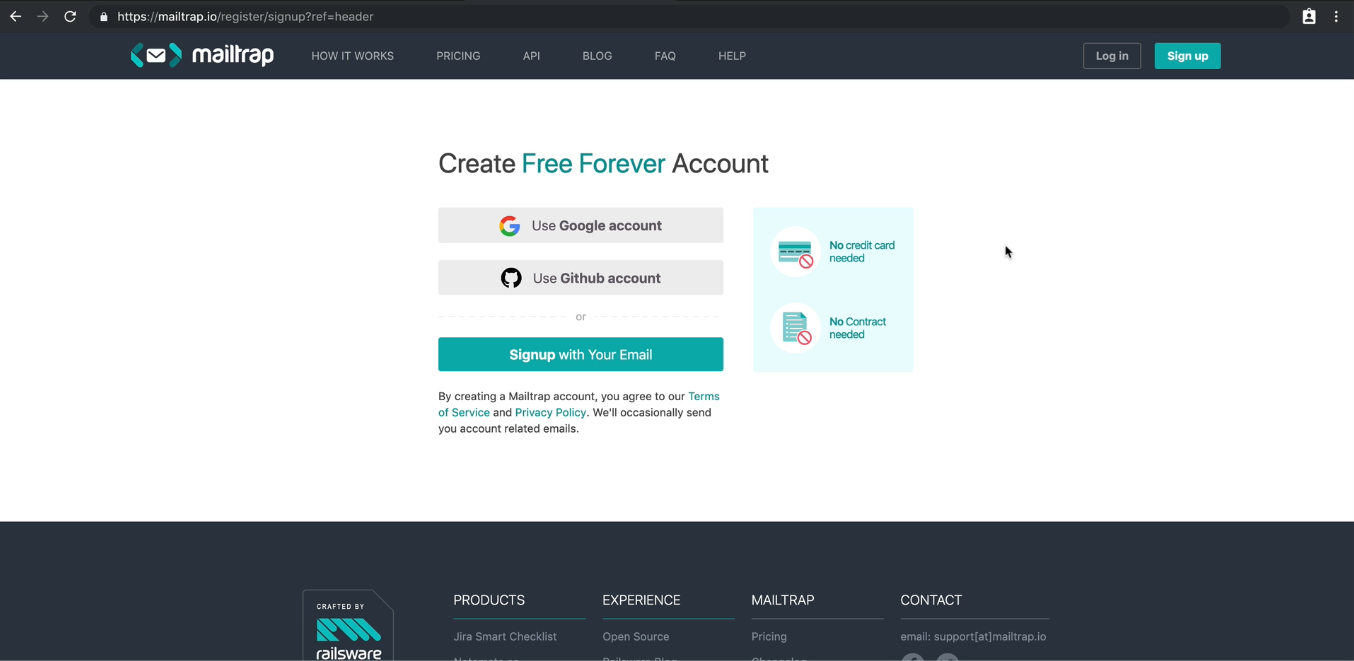 https://mailtrap.io/register/signup?ref=header
mailtrap HOW IT WORKS PRICING API BLOG FAQ HELP Log in Sign up
Create Free Forever Account
Use Google account
Use Github account
or
Signup with Your Email
By creating a Mailtrap account, you agree to our Terms
of Service and Privacy Policy. We'll occasionally send
you account related emails.
No credit card
needed
No Contract
needed
CRAFTED BY
railsware
PRODUCTS
Jira Smart Checklist
EXPERIENCE
Open Source
MAILTRAP
Pricing
CONTACT
email: support[at]mailtrap.io